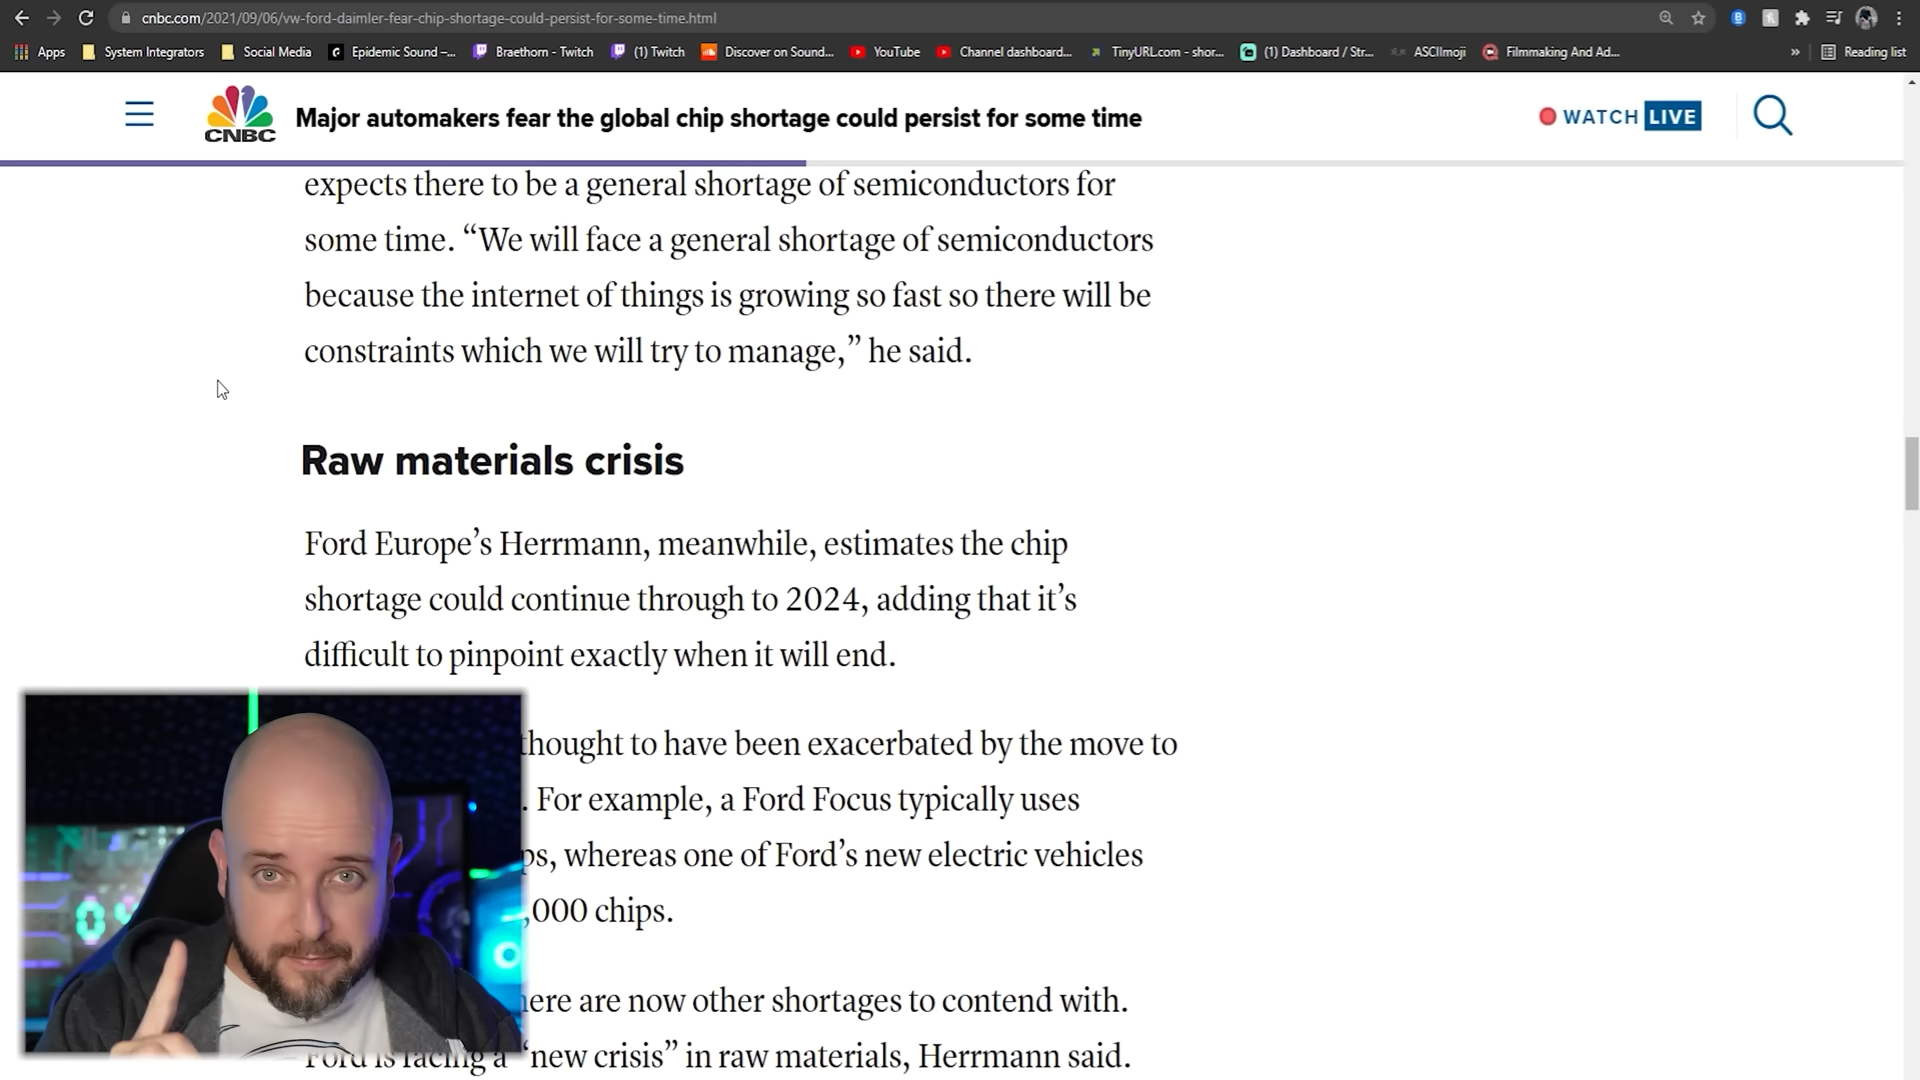 cnbc.com/2021/09/06/vw-ford-daimler-fear-chip-shortage-could-persist-for-some-time.html
Apps System Integrators Social Media Epidemic Sound –... Braethorn - Twitch (1) Twitch Discover on Sound... YouTube Channel dashboard... TinyURL.com - shor... (1) Dashboard / Str... ASCIImoji Filmmaking And Ad... » Reading list
CNBC Major automakers fear the global chip shortage could persist for some time WATCH LIVE
expects there to be a general shortage of semiconductors for
some time. “We will face a general shortage of semiconductors
because the internet of things is growing so fast so there will be
constraints which we will try to manage,” he said.
Raw materials crisis
Ford Europe’s Herrmann, meanwhile, estimates the chip
shortage could continue through to 2024, adding that it’s
difficult to pinpoint exactly when it will end.
thought to have been exacerbated by the move to
. For example, a Ford Focus typically uses
ps, whereas one of Ford’s new electric vehicles
,000 chips.
here are now other shortages to contend with.
Ford is facing a “new crisis” in raw materials, Herrmann said.